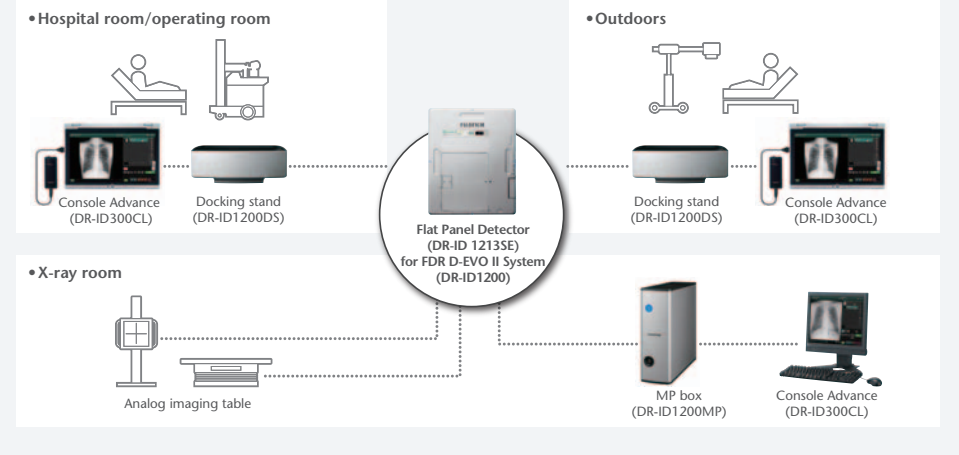 •Hospital room/operating room
Console Advance
(DR-ID300CL)
Docking stand
(DR-ID1200DS)
FUJIFILM
Flat Panel Detector
(DR-ID 1213SE)
for FDR D-EVO II System
(DR-ID1200)
•Outdoors
Docking stand
(DR-ID1200DS)
Console Advance
(DR-ID300CL)
•X-ray room
Analog imaging table
MP box
(DR-ID1200MP)
Console Advance
(DR-ID300CL)